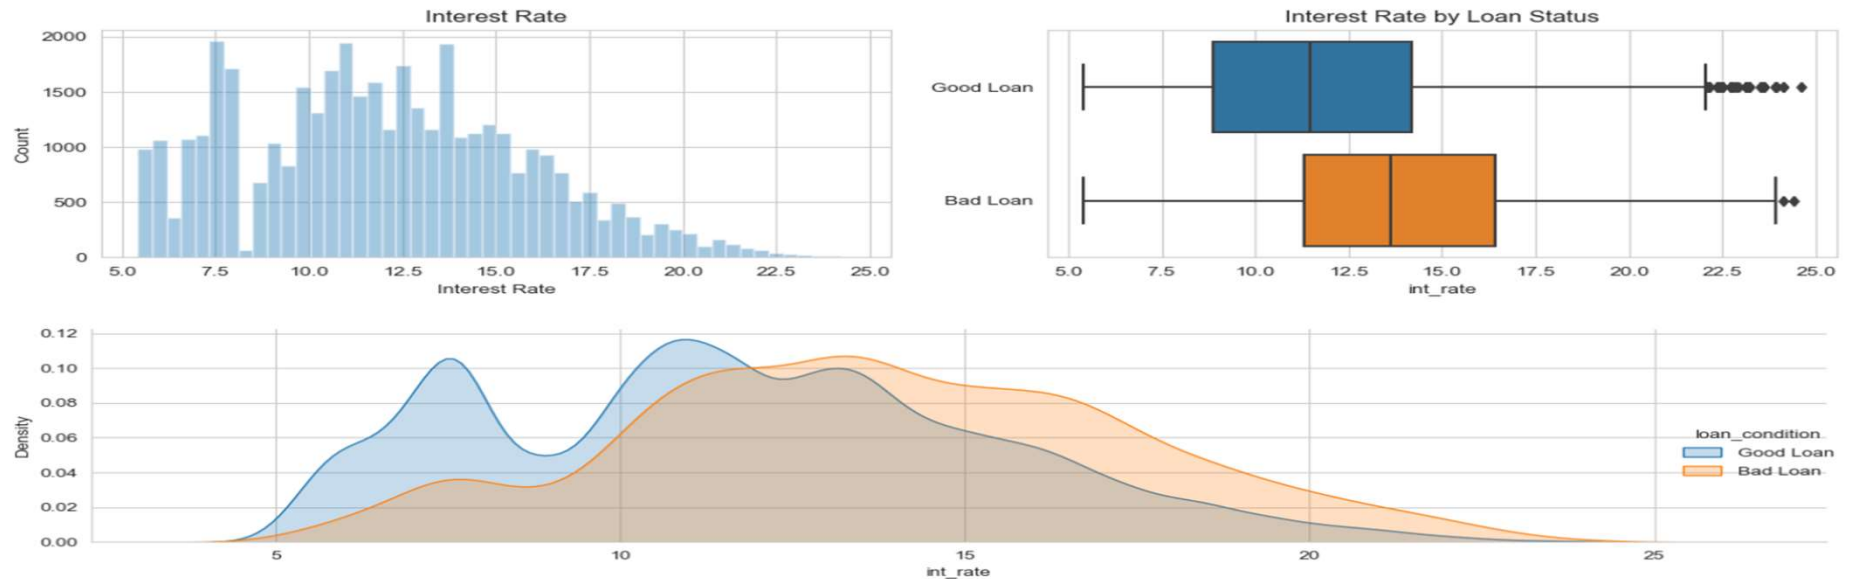 Interest Rate
2000
1500
1000
500
0
Count
5.0 7.5 10.0 12.5 15.0 17.5 20.0 22.5 25.0
Interest Rate
Interest Rate by Loan Status
Good Loan
Bad Loan
5.0 7.5 10.0 12.5 15.0 17.5 20.0 22.5 25.0
int_rate
0.12
0.10
0.08
0.06
0.04
0.02
0.00
Density
5 10 15 20 25
int_rate
loan_condition
Good Loan
Bad Loan